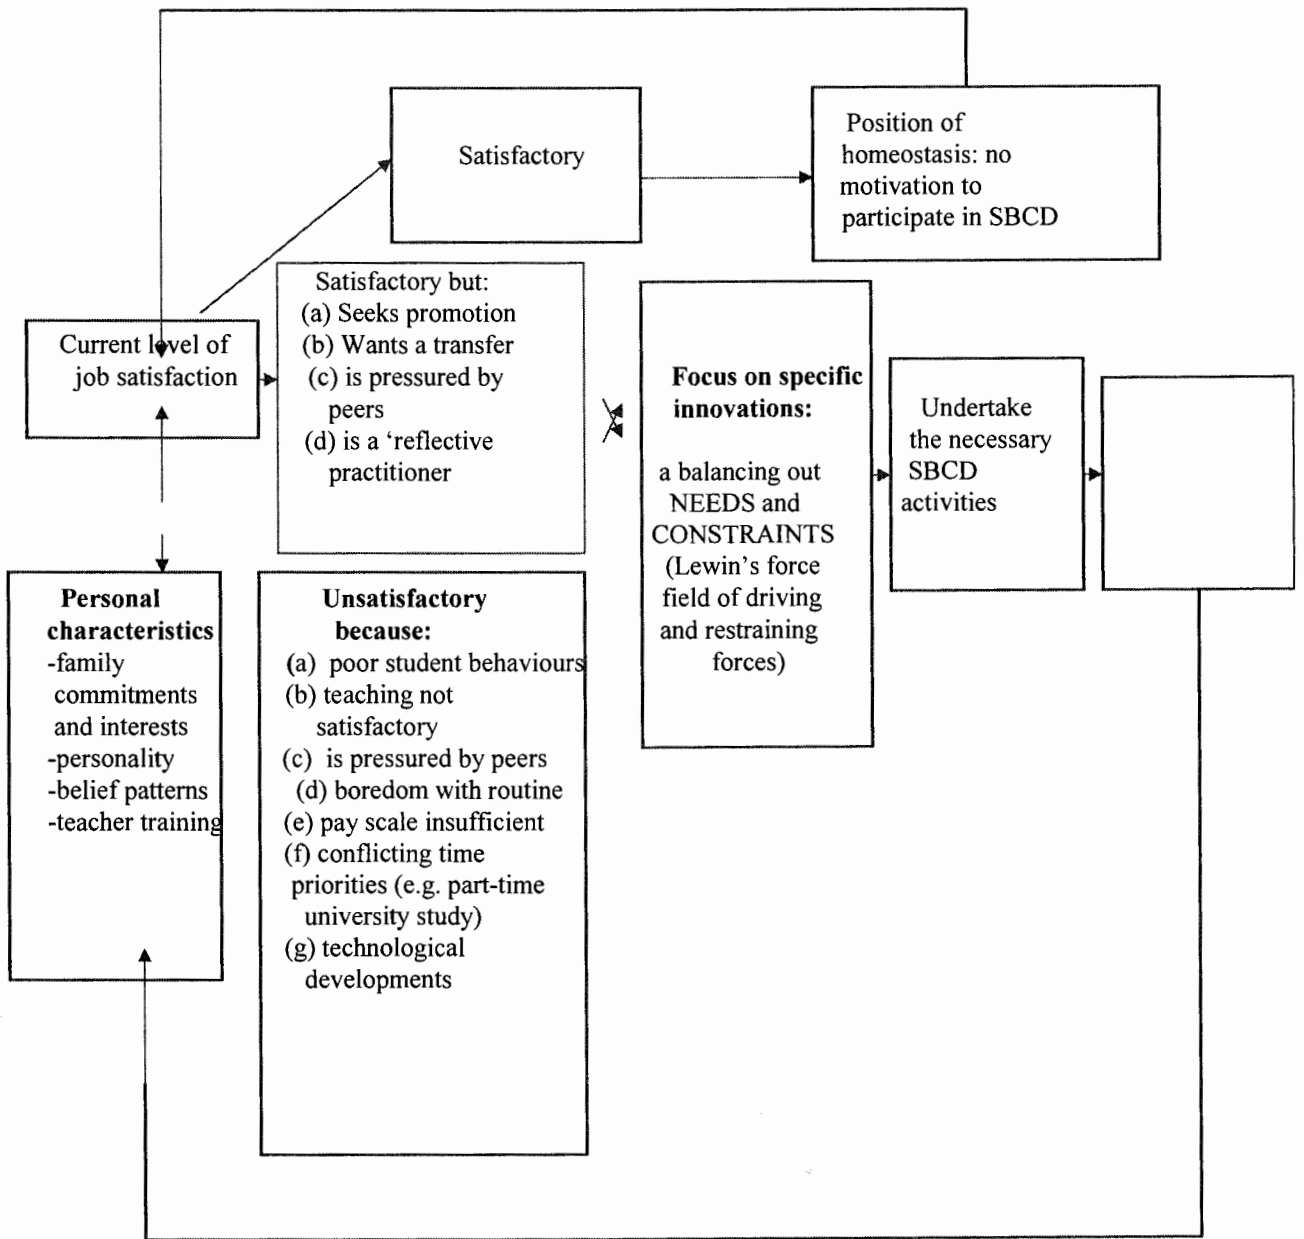 Satisfactory
Position of
homeostasis: no
motivation to
participate in SBCD
Current level of
job satisfaction
Satisfactory but:
(a) Seeks promotion
(b) Wants a transfer
(c) is pressured by
peers
(d) is a ‘reflective
practitioner
Focus on specific
innovations:
a balancing out
NEEDS and
CONSTRAINTS
(Lewin's force
field of driving
and restraining
forces)
Undertake
the necessary
SBCD
activities
Personal
characteristics
-family
commitments
and interests
-personality
-belief patterns
-teacher training
Unsatisfactory
because:
(a) poor student behaviours
(b) teaching not
satisfactory
(c) is pressured by peers
(d) boredom with routine
(e) pay scale insufficient
(f) conflicting time
priorities (e.g. part-time
university study)
(g) technological
developments